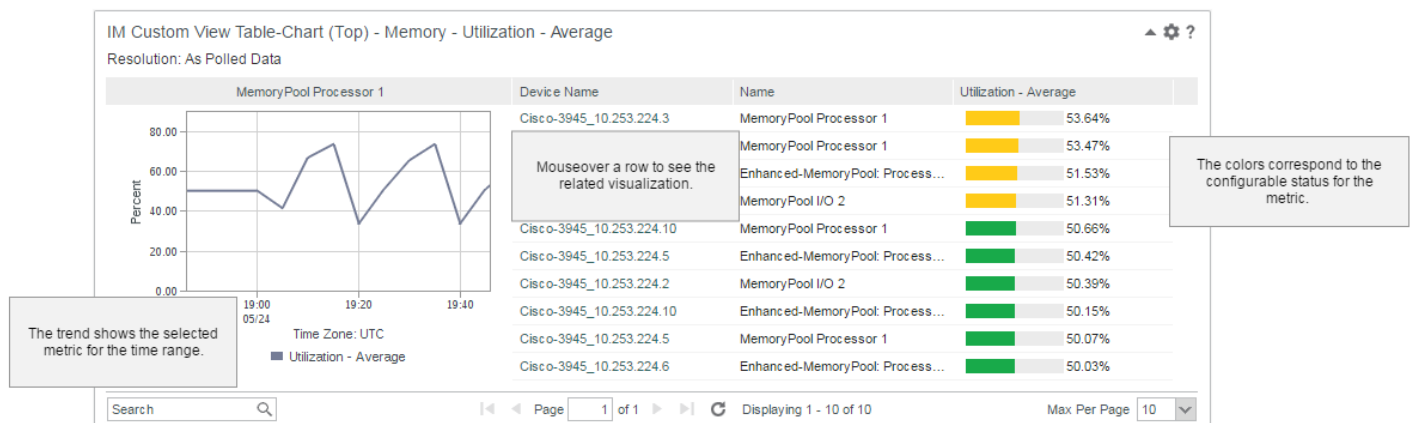 IM Custom View Table-Chart (Top) - Memory - Utilization - Average
?
Resolution: As Polled Data
MemoryPool Processor 1
Device Name
Name
Utilization - Average
80.00
60.00
40.00
20.00
0.00
Percent
19:00
19:20
19:40
05/24
Time Zone: UTC
Utilization - Average
Cisco-3945_10.253.224.3 MemoryPool Processor 1 53.64%
MemoryPool Processor 1 53.47%
Enhanced-MemoryPool: Process... 51.53%
MemoryPool I/O 2 51.31%
Cisco-3945_10.253.224.10 MemoryPool Processor 1 50.66%
Cisco-3945_10.253.224.5 Enhanced-MemoryPool: Process... 50.42%
Cisco-3945_10.253.224.2 MemoryPool I/O 2 50.39%
Cisco-3945_10.253.224.10 Enhanced-MemoryPool: Process... 50.15%
Cisco-3945_10.253.224.5 MemoryPool Processor 1 50.07%
Cisco-3945_10.253.224.6 Enhanced-MemoryPool: Process... 50.03%
Mouseover a row to see the
related visualization.
The colors correspond to the
configurable status for the
metric.
The trend shows the selected
metric for the time range.
Search
Page 1 of 1
Displaying 1 - 10 of 10
Max Per Page 10